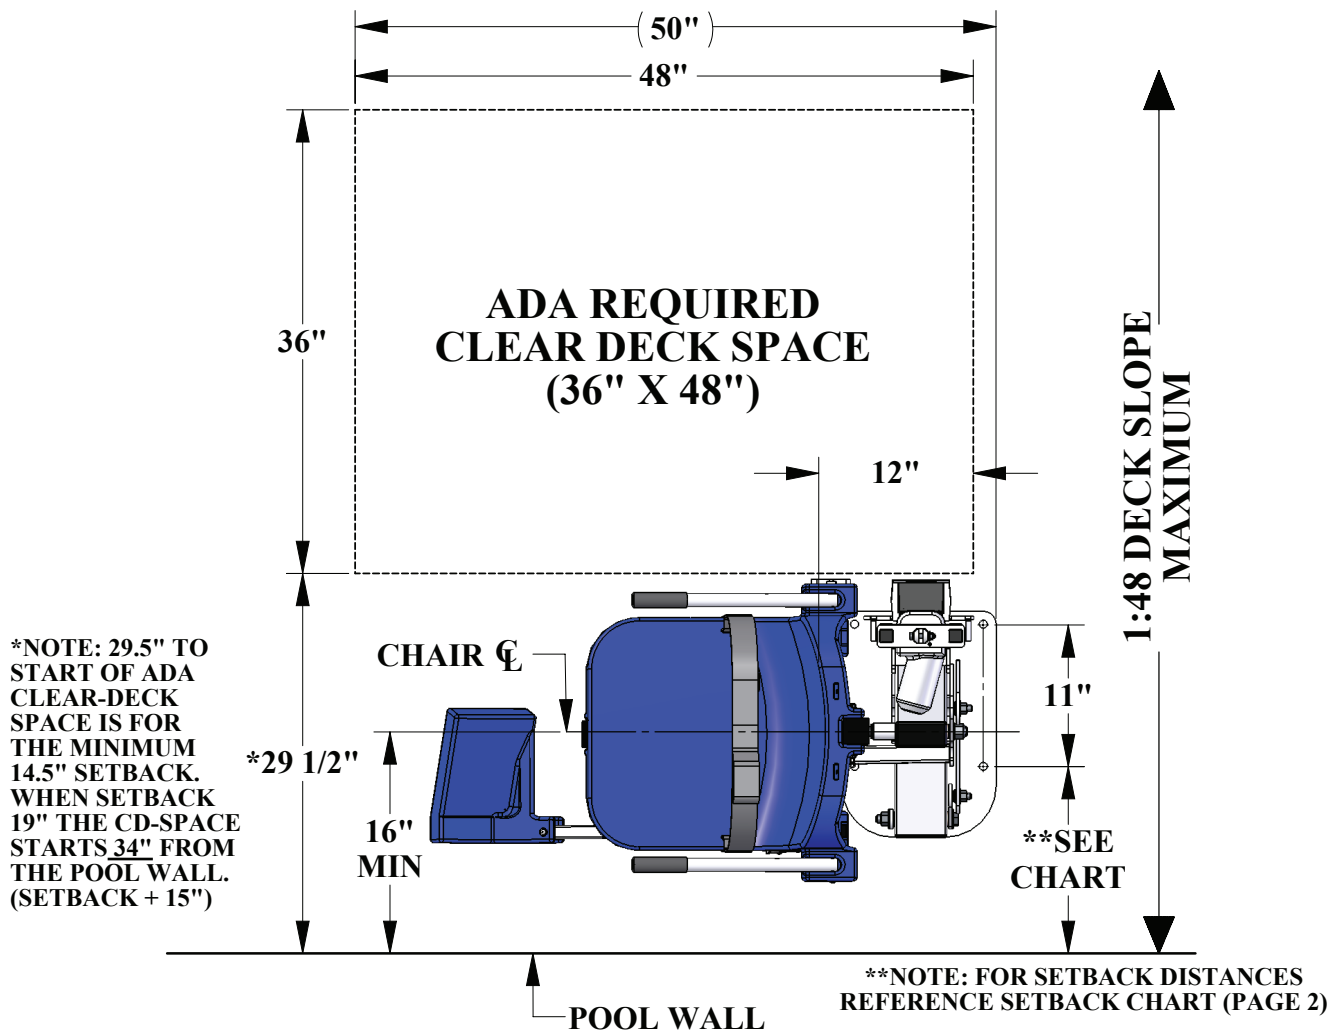 (50")
48"
36"
ADA REQUIRED
CLEAR DECK SPACE
(36" X 48")
12"
1:48 DECK SLOPE
MAXIMUM
*NOTE: 29.5" TO
START OF ADA
CLEAR-DECK
SPACE IS FOR
THE MINIMUM
14.5" SETBACK.
WHEN SETBACK
19" THE CD-SPACE
STARTS 34" FROM
THE POOL WALL.
(SETBACK + 15")
*29 1/2"
CHAIR ℄
16"
MIN
11"
**SEE
CHART
**NOTE: FOR SETBACK DISTANCES
REFERENCE SETBACK CHART (PAGE 2)
POOL WALL